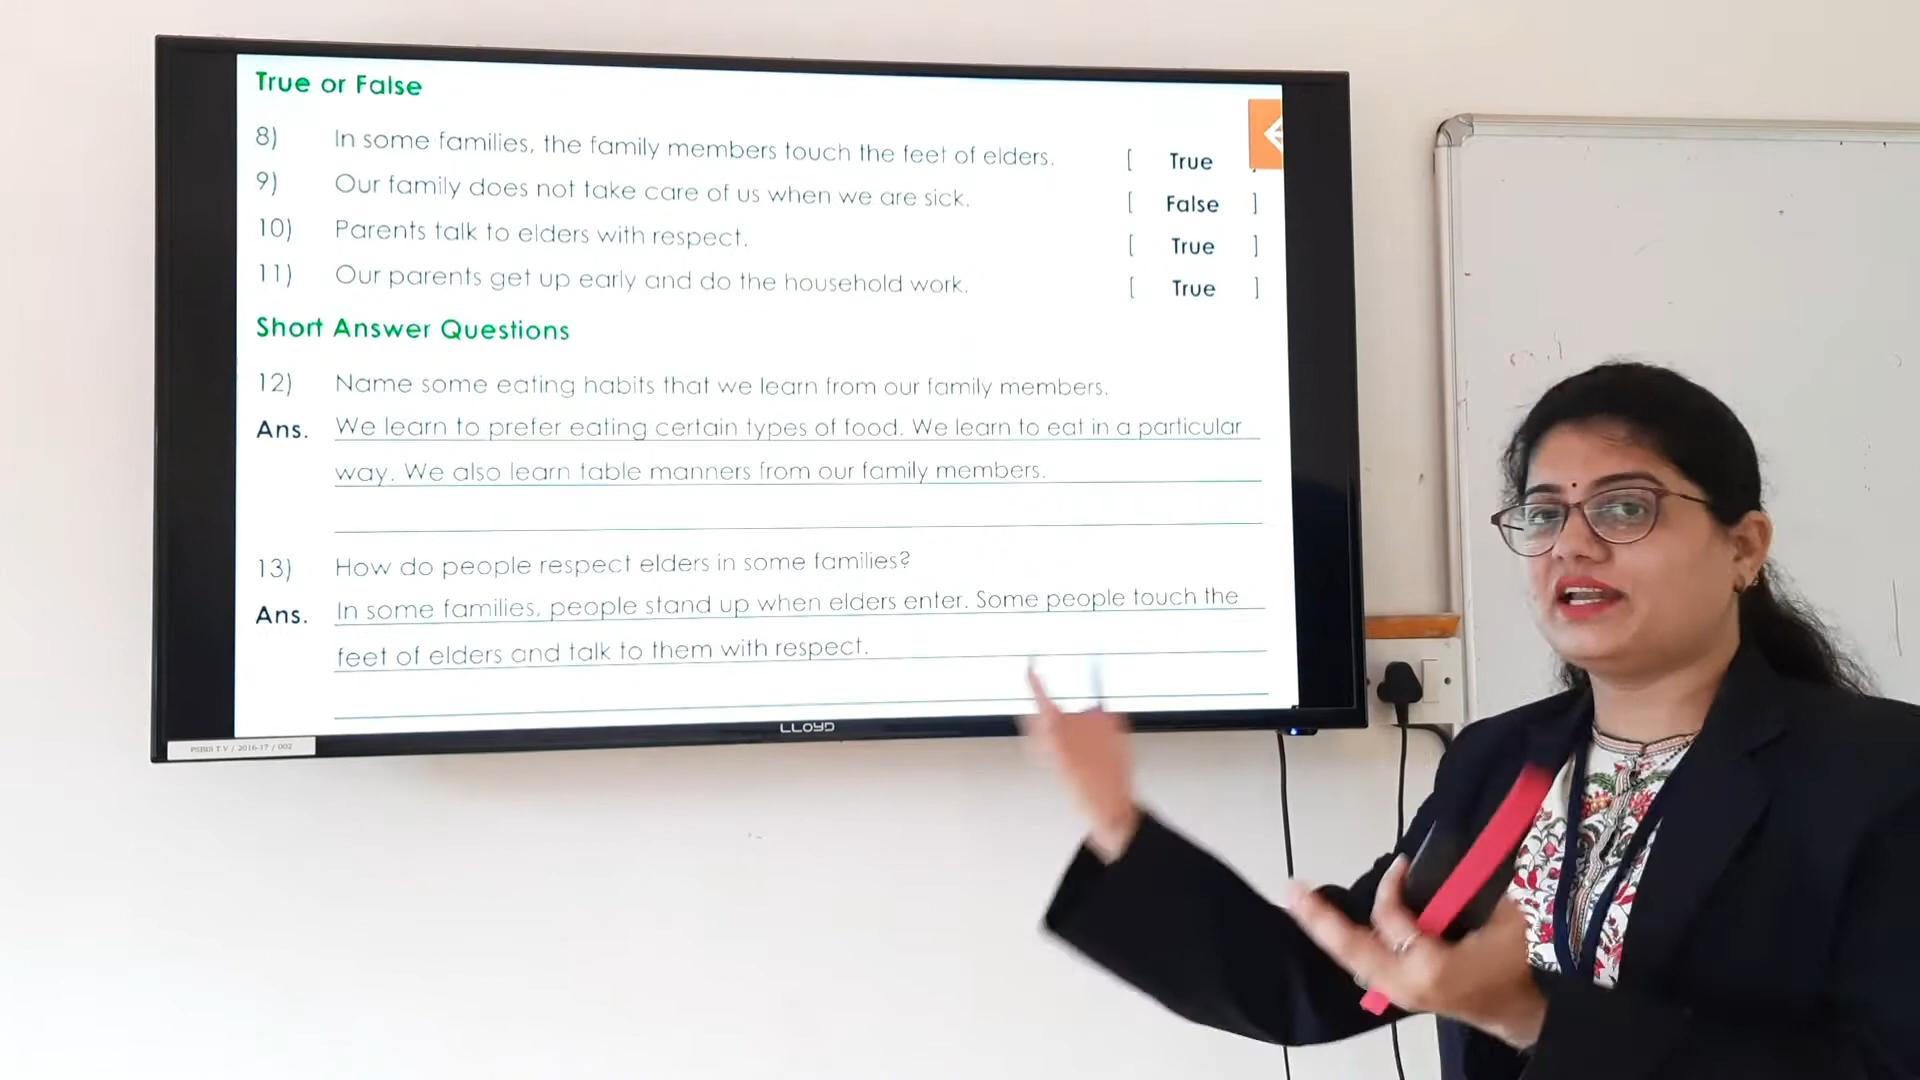 True or False
8) In some families, the family members touch the feet of elders. [ True ]
9) Our family does not take care of us when we are sick. [ False ]
10) Parents talk to elders with respect. [ True ]
11) Our parents get up early and do the household work. [ True ]
Short Answer Questions
12) Name some eating habits that we learn from our family members.
Ans. We learn to prefer eating certain types of food. We learn to eat in a particular
way. We also learn table manners from our family members.
13) How do people respect elders in some families?
Ans. In some families, people stand up when elders enter. Some people touch the
feet of elders and talk to them with respect.
LLOYD
PSBIS T.V / 2016-17 / 002